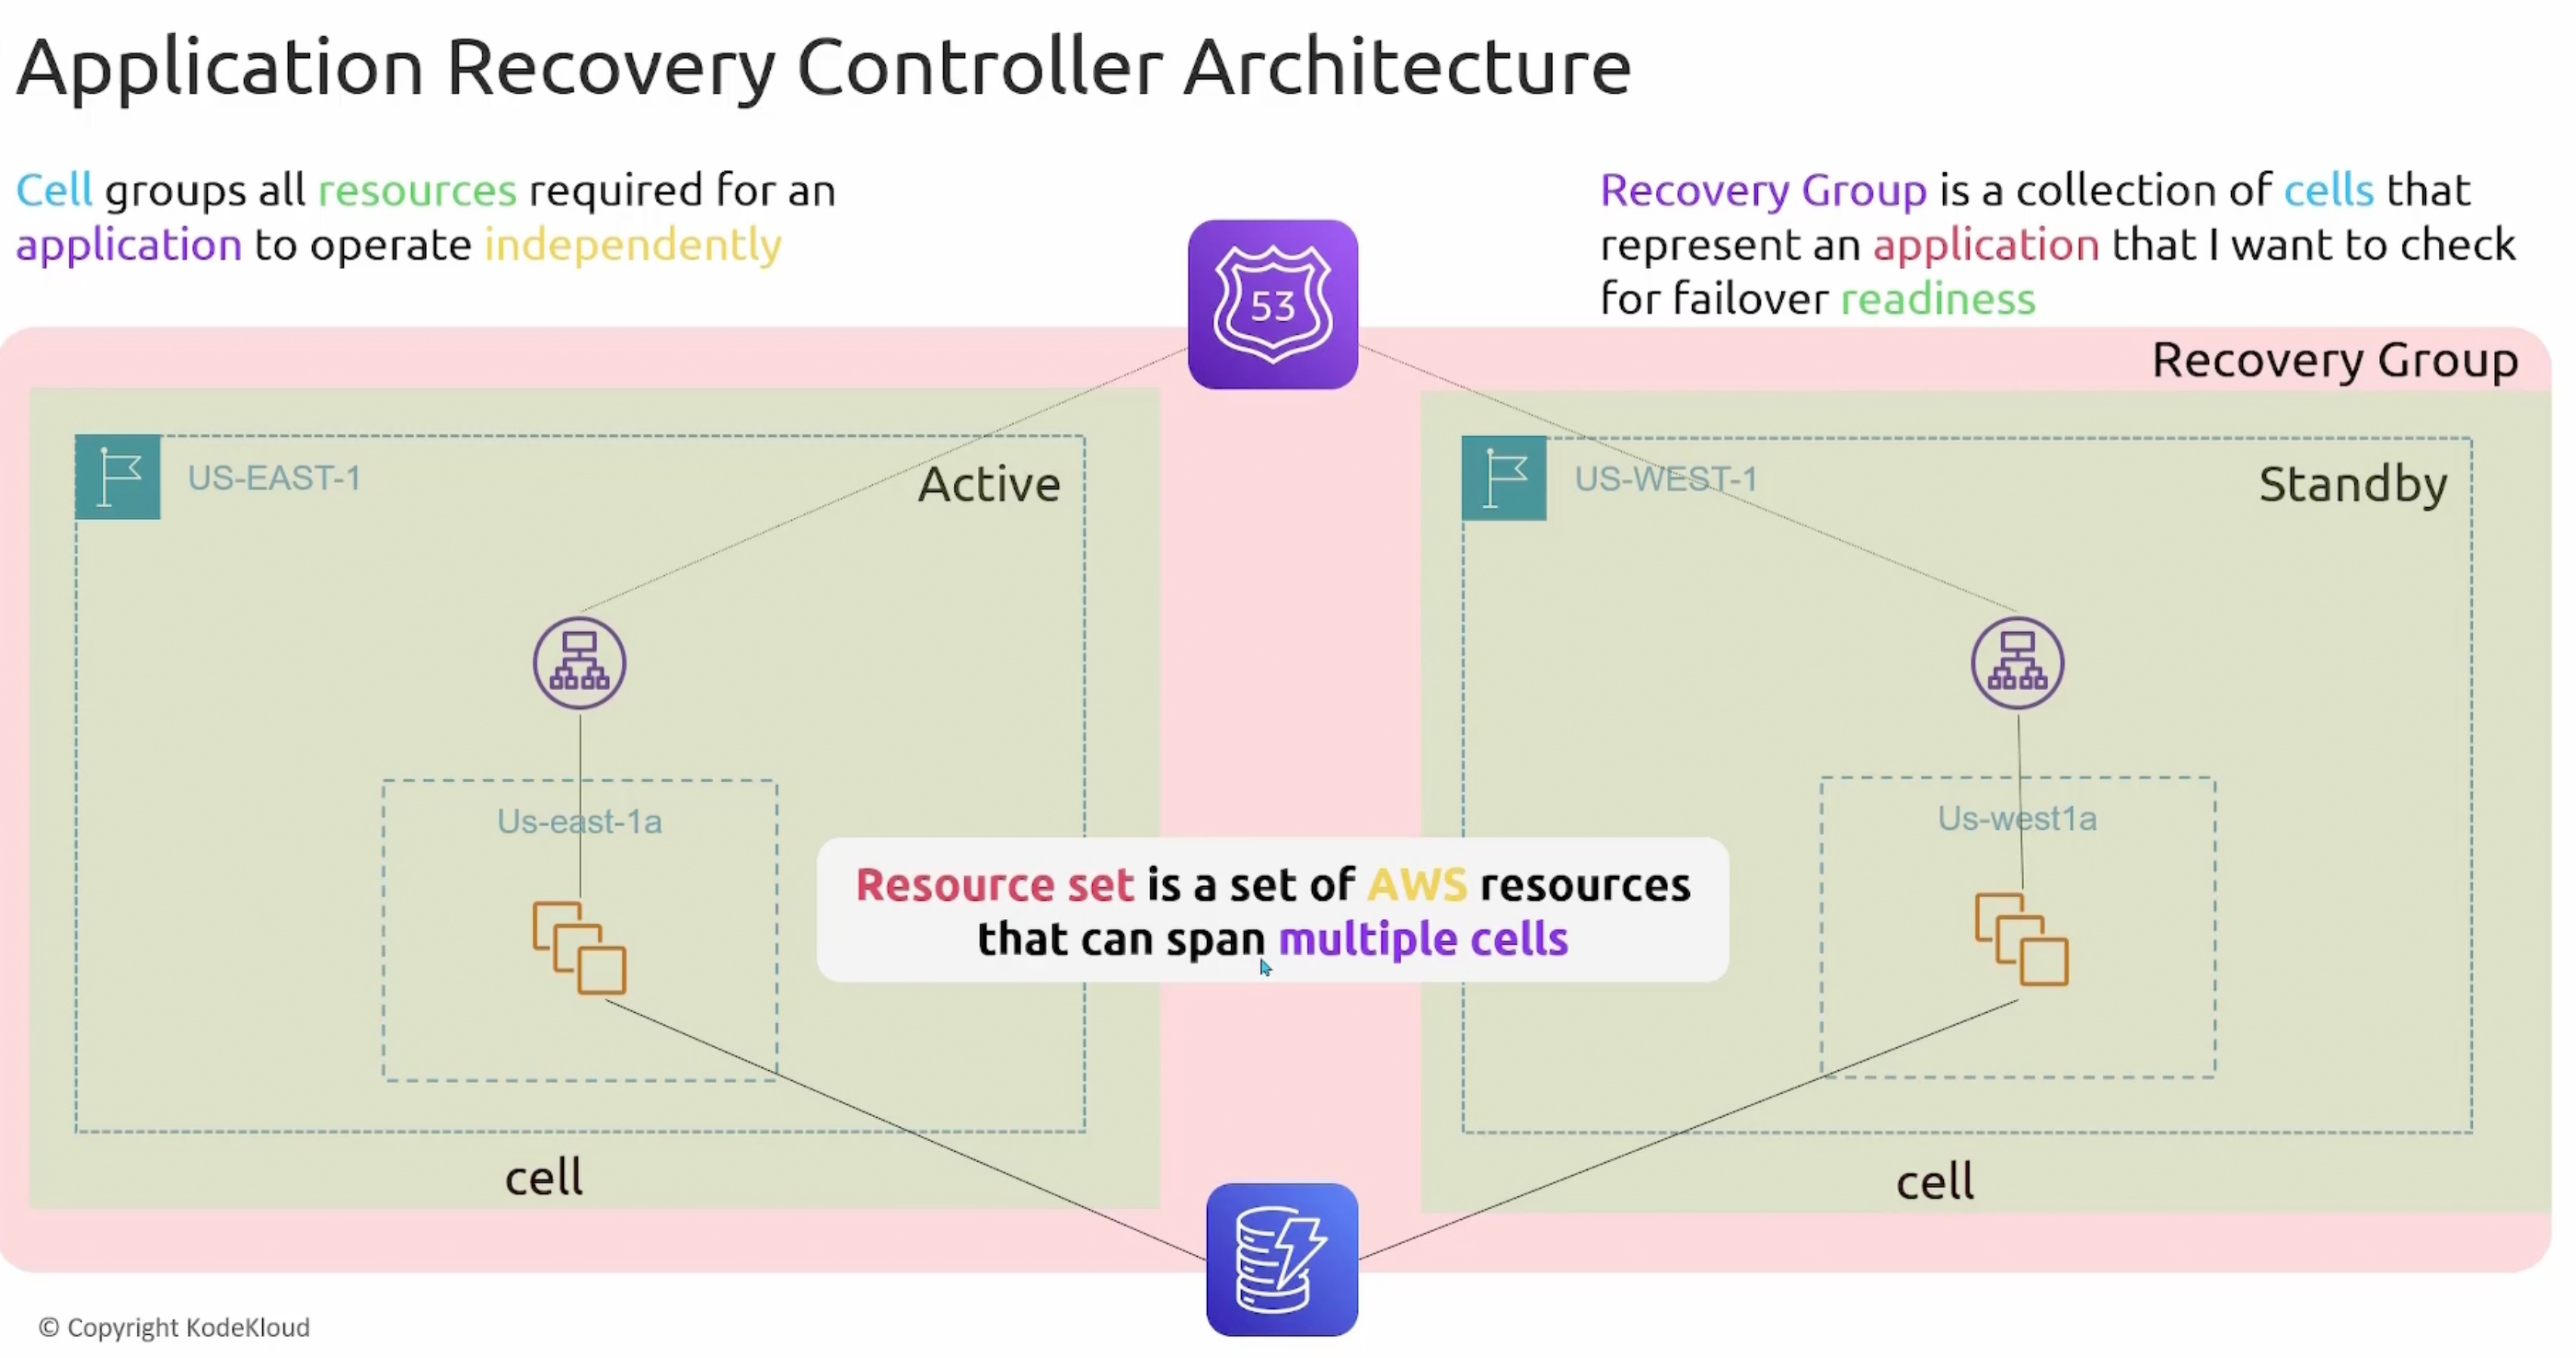 Application Recovery Controller Architecture
Cell groups all resources required for an
application to operate independently
Recovery Group is a collection of cells that
represent an application that I want to check
for failover readiness
53
Recovery Group
US-EAST-1
Active
US-WEST-1
Standby
Us-east-1a
Us-west1a
Resource set is a set of AWS resources
that can span multiple cells
cell
cell
© Copyright KodeKloud